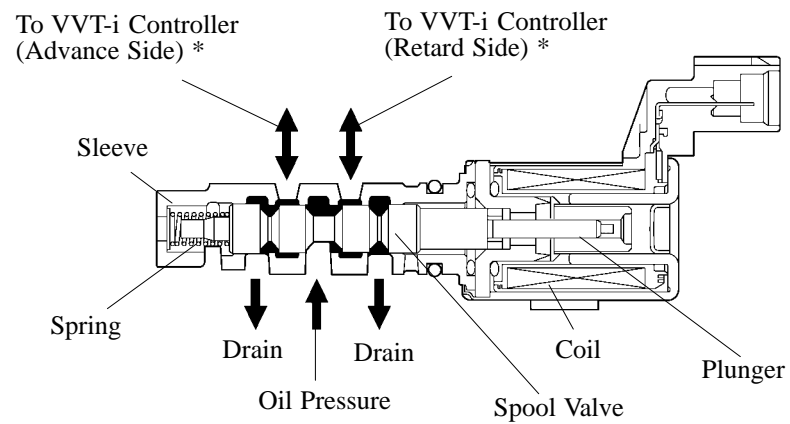 To VVT-i Controller
(Advance Side) *
To VVT-i Controller
(Retard Side) *
Sleeve
Spring
Drain
Drain
Coil
Plunger
Oil Pressure
Spool Valve